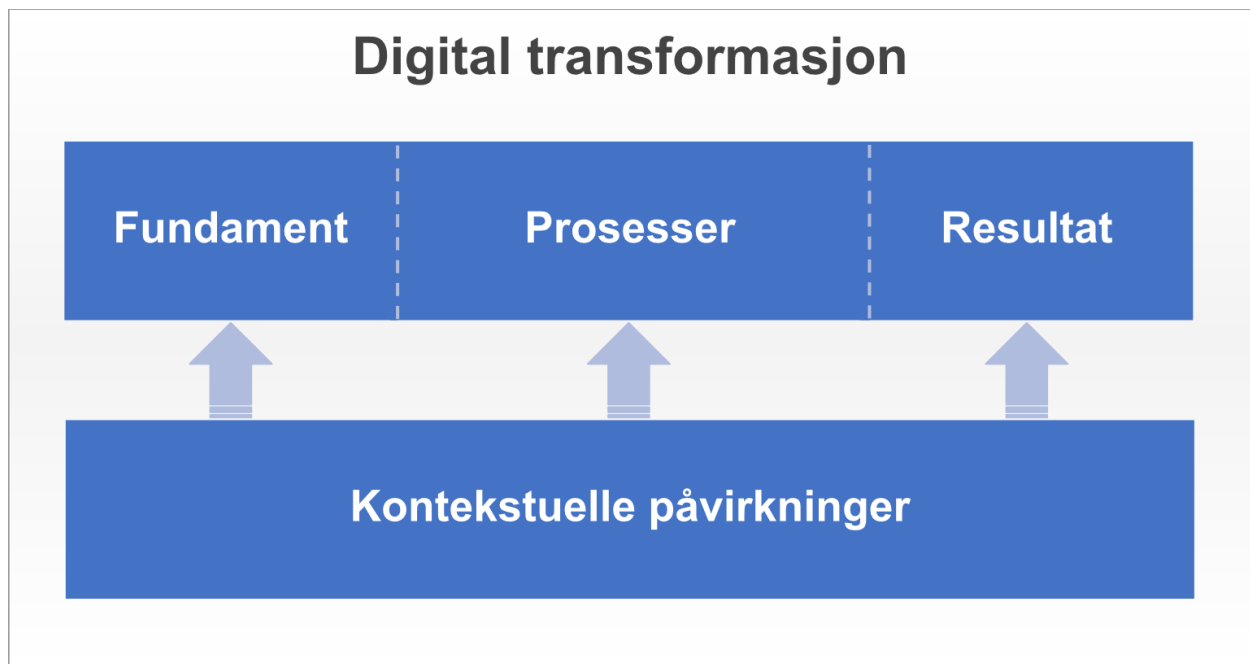 Digital transformasjon
Fundament
Prosesser
Resultat
Kontekstuelle påvirkninger